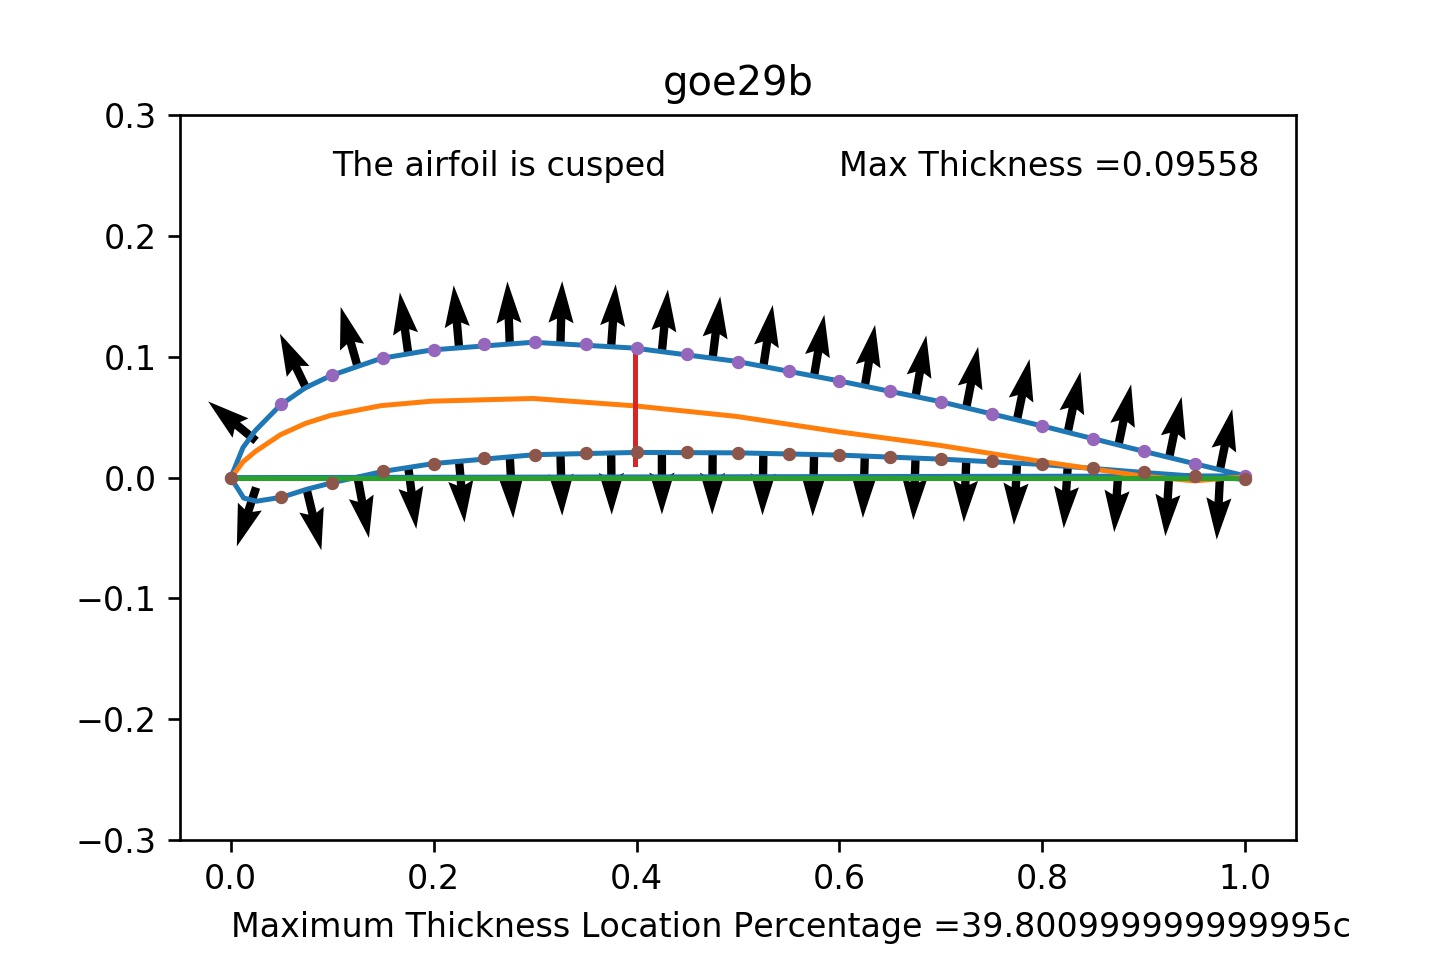 goe29b
The airfoil is cusped
Max Thickness =0.09558
0.3
0.2
0.1
0.0
−0.1
−0.2
−0.3
0.0 0.2 0.4 0.6 0.8 1.0
Maximum Thickness Location Percentage =39.800999999999995c